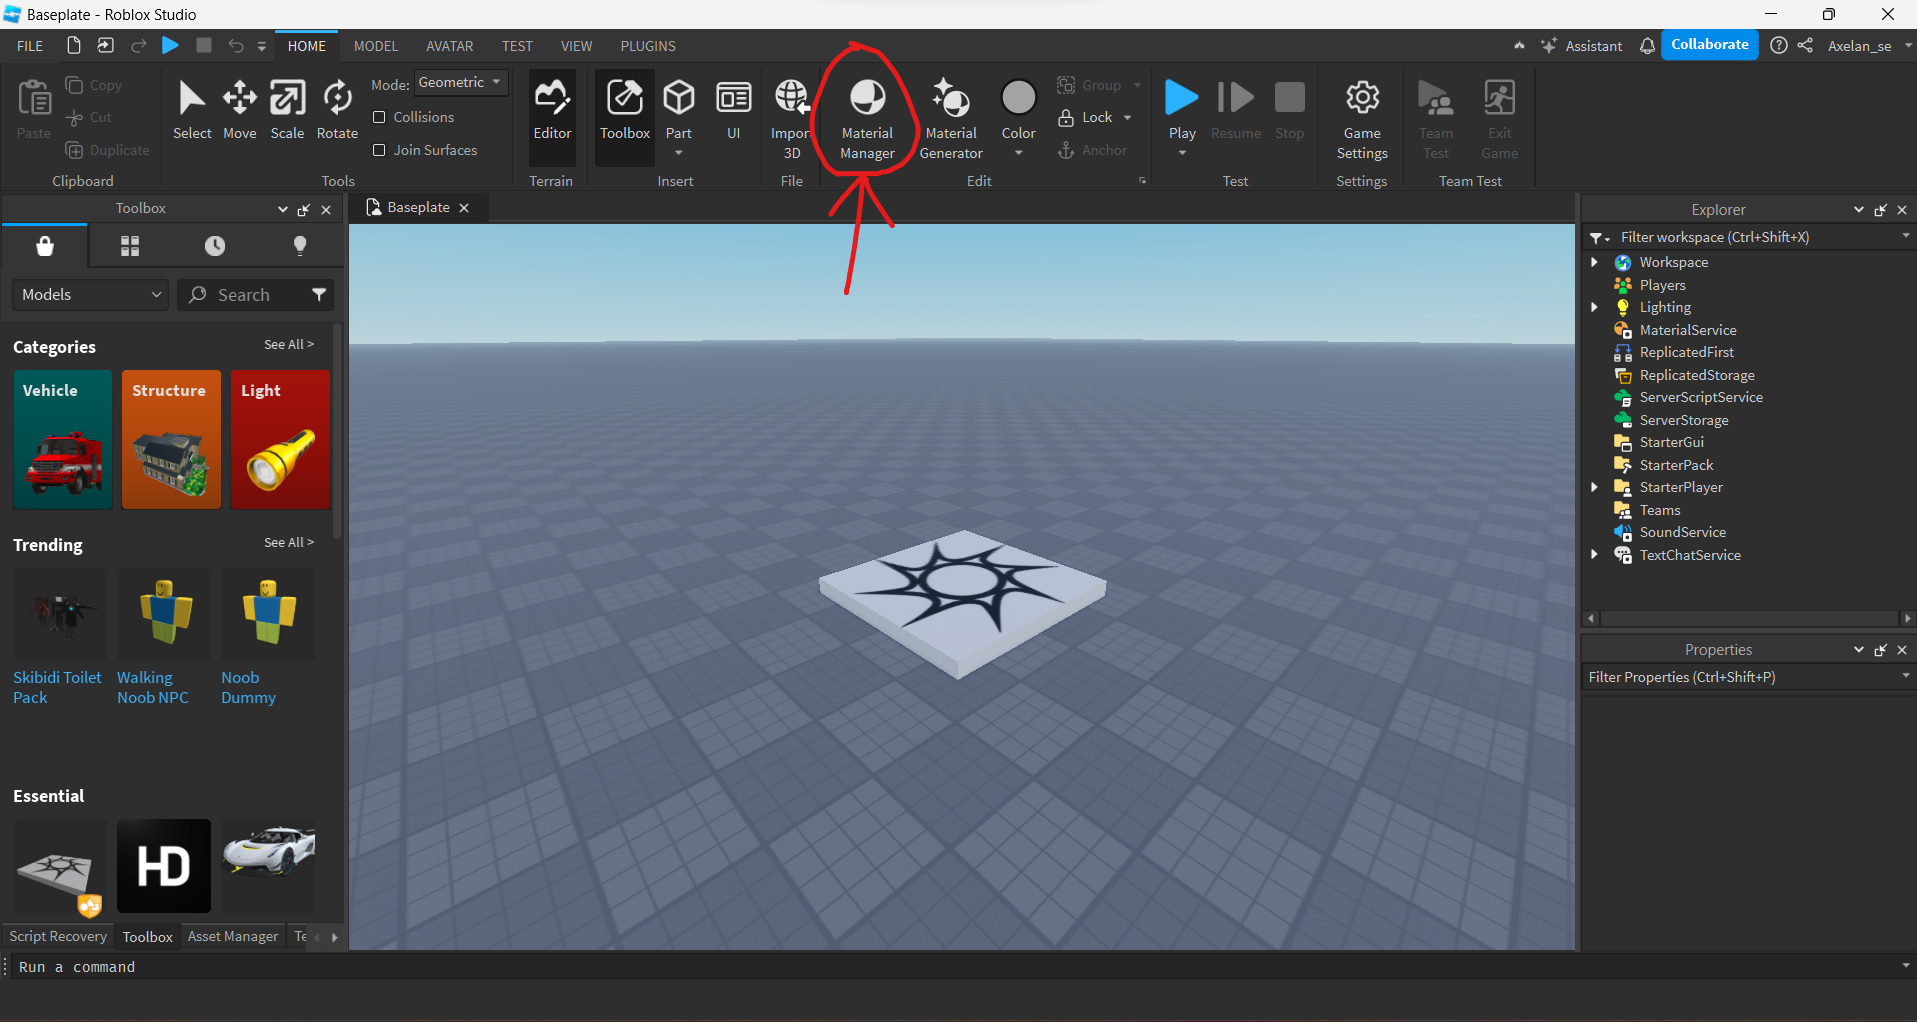 Baseplate - Roblox Studio
FILE
HOME
MODEL
AVATAR
TEST
VIEW
PLUGINS
Assistant
Collaborate
Axelan_se
Paste
Copy
Cut
Duplicate
Clipboard
Select
Move
Scale
Rotate
Mode:
Geometric
Collisions
Join Surfaces
Tools
Editor
Terrain
Toolbox
Part
UI
Insert
Impor
3D
File
Material
Manager
Material
Generator
Color
Group
Lock
Anchor
Edit
Play
Resume
Stop
Test
Game
Settings
Settings
Team
Test
Exit
Game
Team Test
Toolbox
Models
Search
Categories
See All >
Vehicle
Structure
Light
Trending
See All >
Skibidi Toilet
Pack
Walking
Noob NPC
Noob
Dummy
Essential
HD
Script Recovery
Toolbox
Asset Manager
Te
Baseplate
Explorer
Filter workspace (Ctrl+Shift+X)
Workspace
Players
Lighting
MaterialService
ReplicatedFirst
ReplicatedStorage
ServerScriptService
ServerStorage
StarterGui
StarterPack
StarterPlayer
Teams
SoundService
TextChatService
Properties
Filter Properties (Ctrl+Shift+P)
Run a command